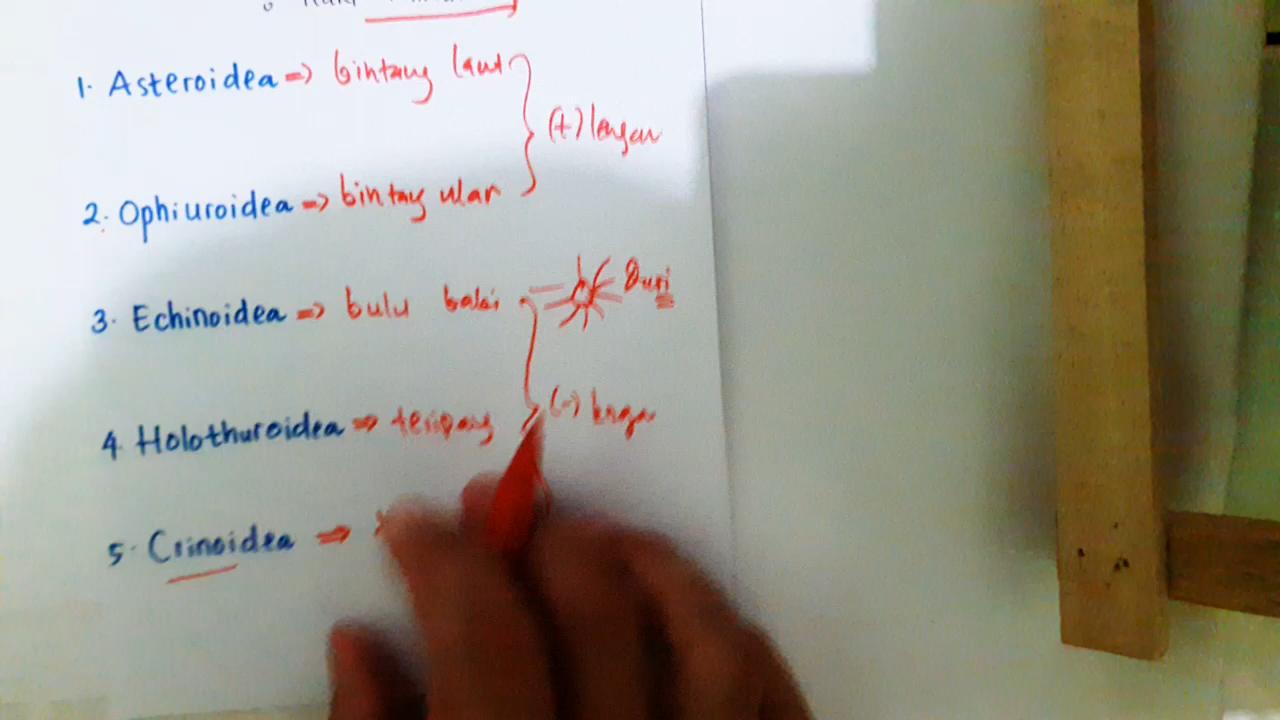 1. Asteroidea => bintang laut
(+) lengan
2. Ophiuroidea => bintang ular
3. Echinoidea => bulu babi
Duri
4. Holothuroidea => teripang
(-)
5. Crinoidea =>